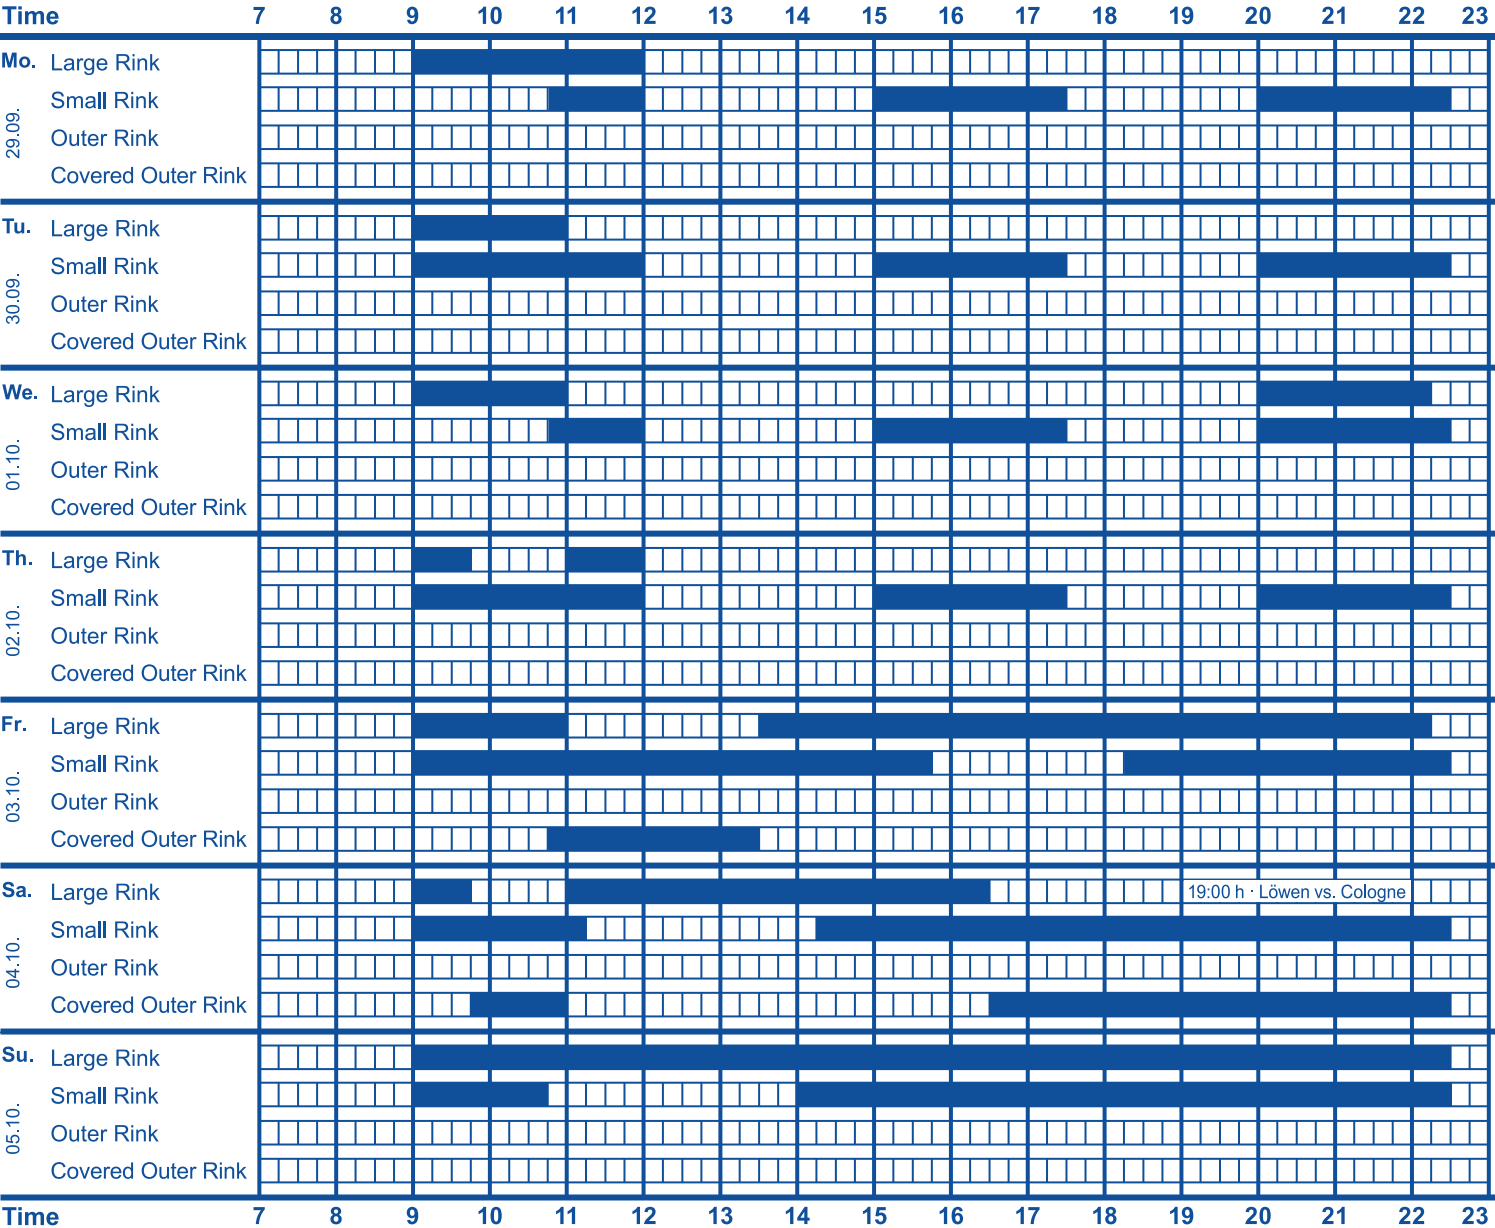 Time 7 8 9 10 11 12 13 14 15 16 17 18 19 20 21 22 23
Mo. Large Rink
Small Rink
29.09.
Outer Rink
Covered Outer Rink
Tu. Large Rink
Small Rink
30.09.
Outer Rink
Covered Outer Rink
We. Large Rink
Small Rink
01.10.
Outer Rink
Covered Outer Rink
Th. Large Rink
Small Rink
02.10.
Outer Rink
Covered Outer Rink
Fr. Large Rink
Small Rink
03.10.
Outer Rink
Covered Outer Rink
Sa. Large Rink 19:00 h · Löwen vs. Cologne
Small Rink
04.10.
Outer Rink
Covered Outer Rink
Su. Large Rink
Small Rink
05.10.
Outer Rink
Covered Outer Rink
Time 7 8 9 10 11 12 13 14 15 16 17 18 19 20 21 22 23